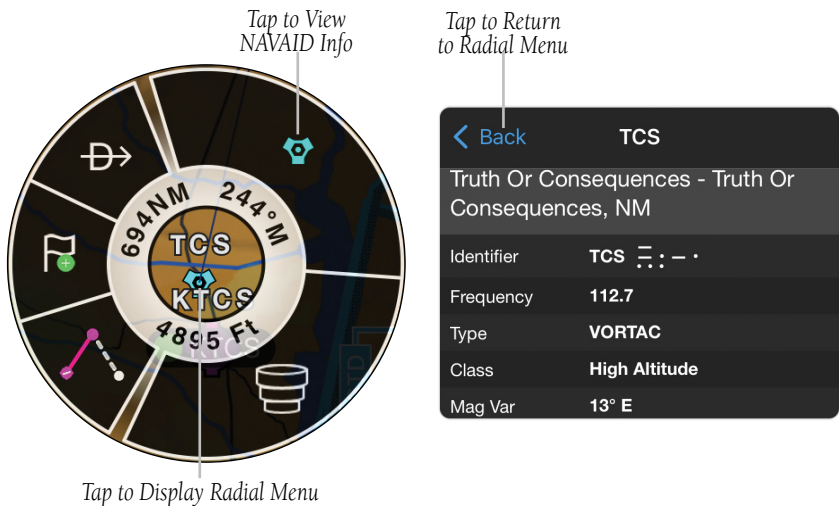 Tap to View
NAVAID Info
Tap to Return
to Radial Menu
694NM
244°M
TCS
KTCS
4895 Ft
KTCS
Tap to Display Radial Menu
Back
TCS
Truth Or Consequences - Truth Or
Consequences, NM
Identifier TCS
Frequency 112.7
Type VORTAC
Class High Altitude
Mag Var 13° E